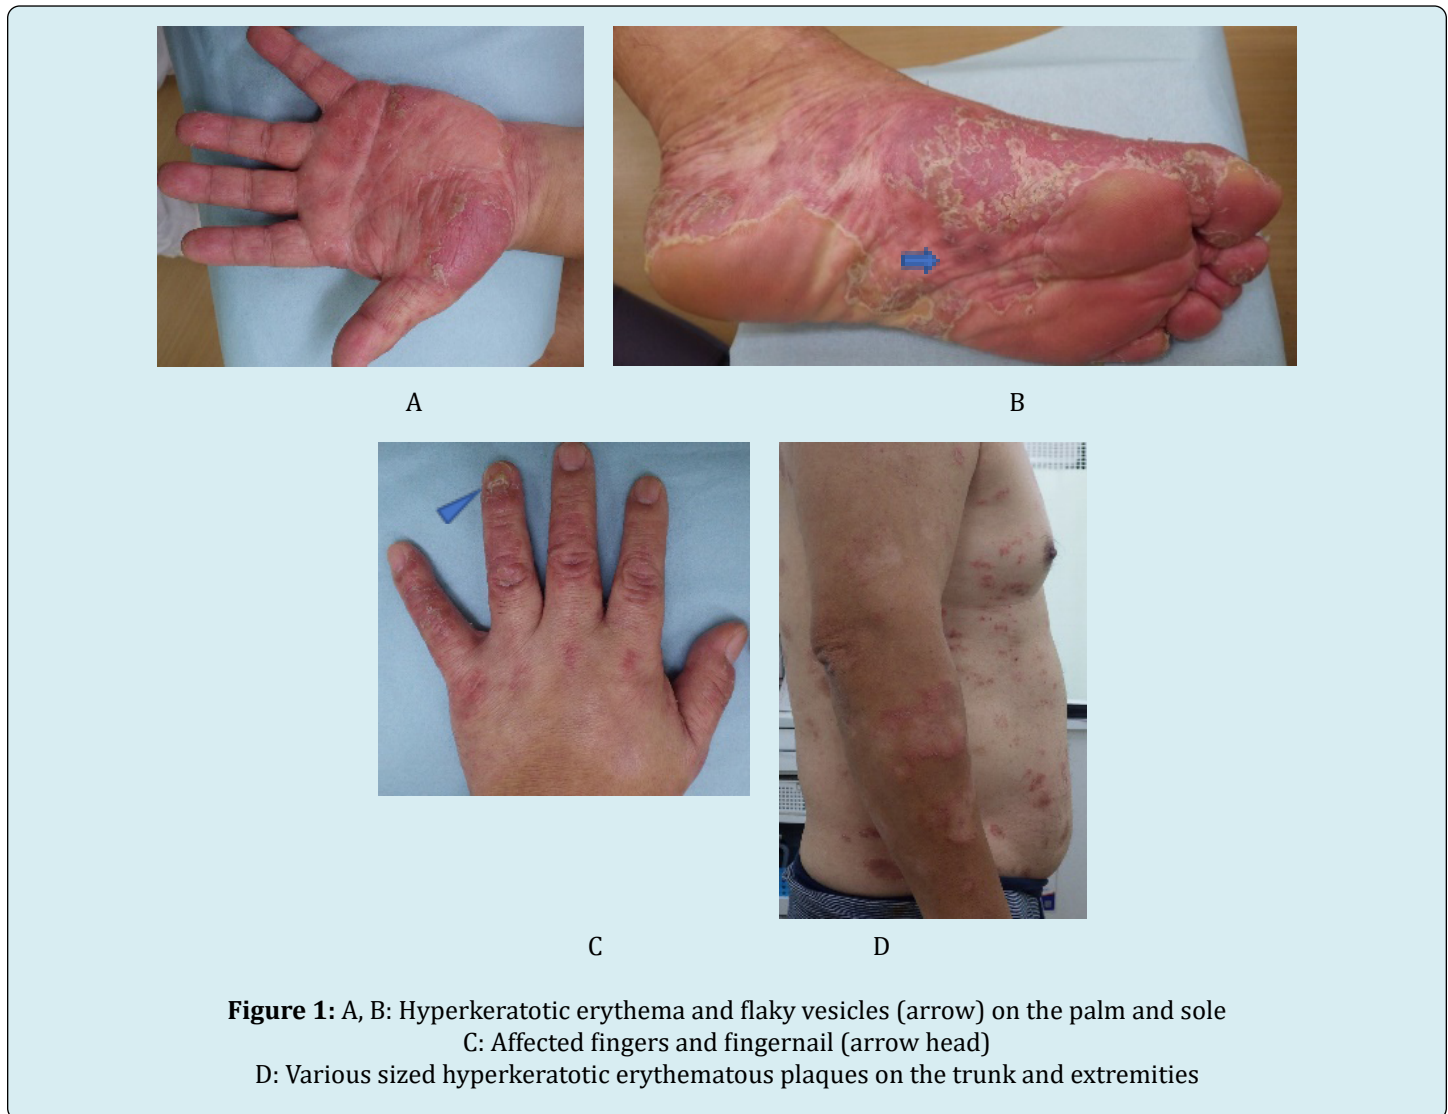 A
B
C
D
Figure 1: A, B: Hyperkeratotic erythema and flaky vesicles (arrow) on the palm and sole
C: Affected fingers and fingernail (arrow head)
D: Various sized hyperkeratotic erythematous plaques on the trunk and extremities